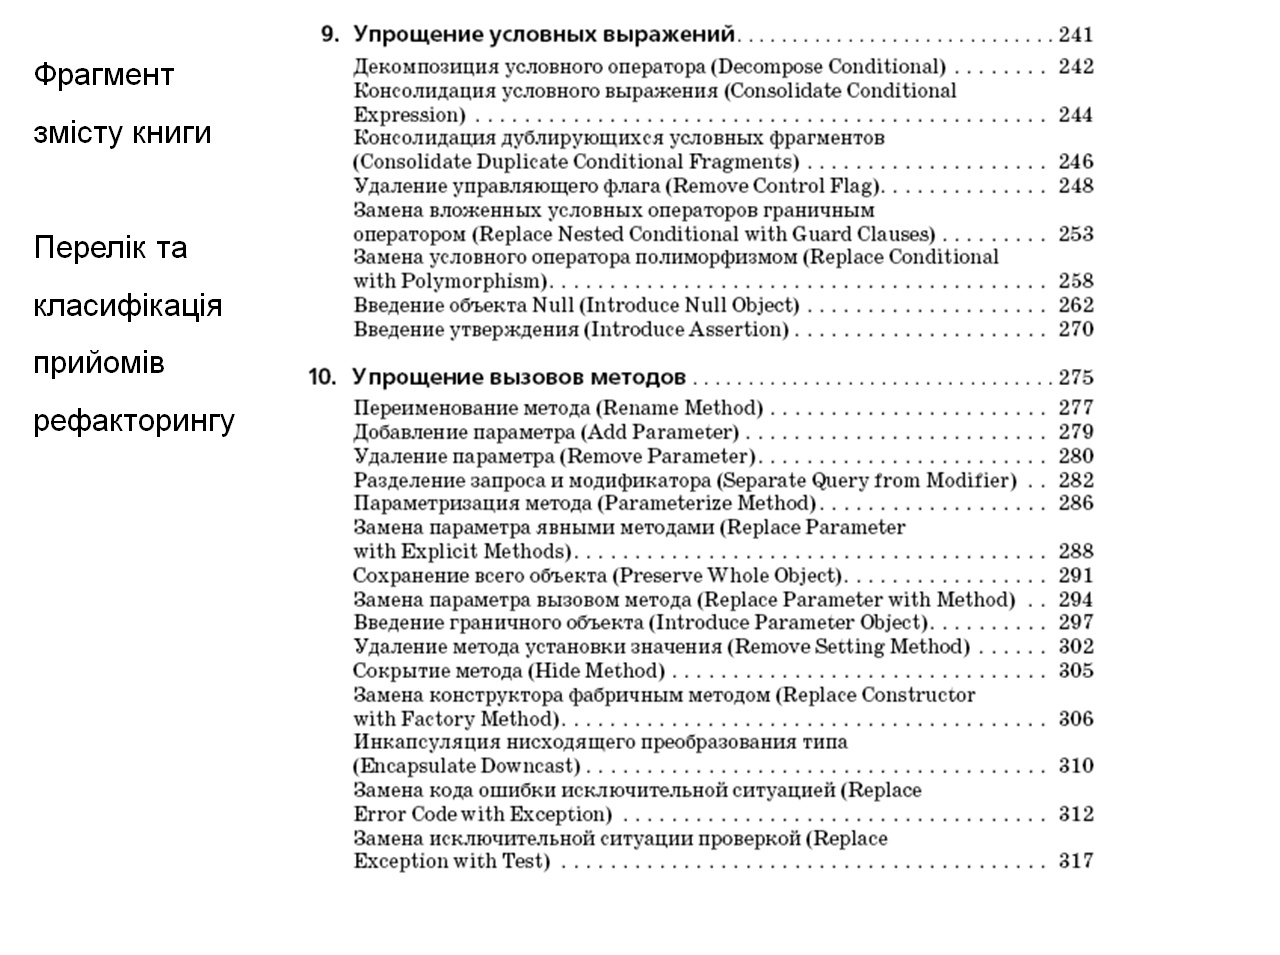 Фрагмент
змісту книги
Перелік та
класифікація
прийомів
рефакторингу
9. Упрощение условных выражений. . . . . . . . . . . . . . . . . . . . . . . . . . . . . 241
Декомпозиция условного оператора (Decompose Conditional) . . . . . . . . 242
Консолидация условного выражения (Consolidate Conditional
Expression) . . . . . . . . . . . . . . . . . . . . . . . . . . . . . . . . . . . . . . . . . . . . . . . . . . . . 244
Консолидация дублирующихся условных фрагментов
(Consolidate Duplicate Conditional Fragments) . . . . . . . . . . . . . . . . . . . . . . 246
Удаление управляющего флага (Remove Control Flag). . . . . . . . . . . . . . . 248
Замена вложенных условных операторов граничным
оператором (Replace Nested Conditional with Guard Clauses) . . . . . . . . . 253
Замена условного оператора полиморфизмом (Replace Conditional
with Polymorphism). . . . . . . . . . . . . . . . . . . . . . . . . . . . . . . . . . . . . . . . . . . . . 258
Введение объекта Null (Introduce Null Object) . . . . . . . . . . . . . . . . . . . . . . 262
Введение утверждения (Introduce Assertion) . . . . . . . . . . . . . . . . . . . . . . . 270
10. Упрощение вызовов методов . . . . . . . . . . . . . . . . . . . . . . . . . . . . . . . . . 275
Переименование метода (Rename Method) . . . . . . . . . . . . . . . . . . . . . . . . . 277
Добавление параметра (Add Parameter) . . . . . . . . . . . . . . . . . . . . . . . . . . . . 279
Удаление параметра (Remove Parameter). . . . . . . . . . . . . . . . . . . . . . . . . . . 280
Разделение запроса и модификатора (Separate Query from Modifier) . . 282
Параметризация метода (Parameterize Method). . . . . . . . . . . . . . . . . . . . . 286
Замена параметра явными методами (Replace Parameter
with Explicit Methods). . . . . . . . . . . . . . . . . . . . . . . . . . . . . . . . . . . . . . . . . . . 288
Сохранение всего объекта (Preserve Whole Object). . . . . . . . . . . . . . . . . . . 291
Замена параметра вызовом метода (Replace Parameter with Method) . . 294
Введение граничного объекта (Introduce Parameter Object). . . . . . . . . . . 297
Удаление метода установки значения (Remove Setting Method) . . . . . . 302
Сокрытие метода (Hide Method) . . . . . . . . . . . . . . . . . . . . . . . . . . . . . . . . . . 305
Замена конструктора фабричным методом (Replace Constructor
with Factory Method). . . . . . . . . . . . . . . . . . . . . . . . . . . . . . . . . . . . . . . . . . . . 306
Инкапсуляция нисходящего преобразования типа
(Encapsulate Downcast) . . . . . . . . . . . . . . . . . . . . . . . . . . . . . . . . . . . . . . . . . . 310
Замена кода ошибки исключительной ситуацией (Replace
Error Code with Exception) . . . . . . . . . . . . . . . . . . . . . . . . . . . . . . . . . . . . . . . 312
Замена исключительной ситуации проверкой (Replace
Exception with Test) . . . . . . . . . . . . . . . . . . . . . . . . . . . . . . . . . . . . . . . . . . . . 317